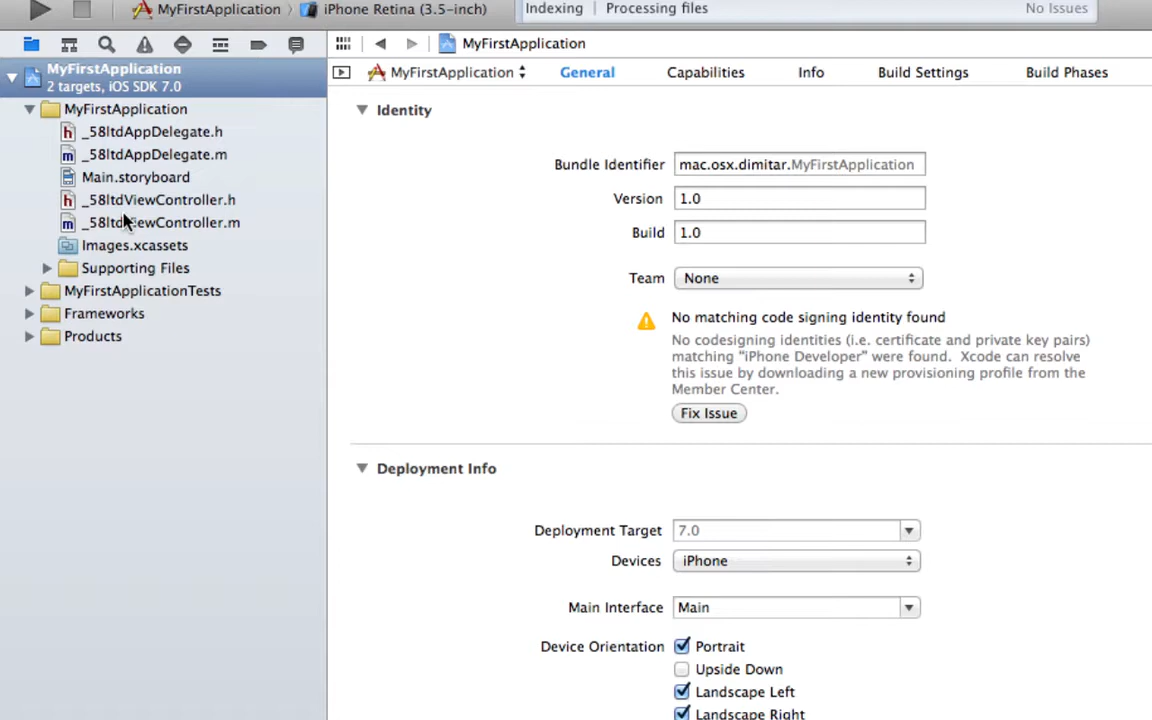 MyFirstApplication 〉 iPhone Retina (3.5-inch)
Indexing | Processing files
No Issues
MyFirstApplication
MyFirstApplication
2 targets, iOS SDK 7.0
MyFirstApplication
_58ltdAppDelegate.h
_58ltdAppDelegate.m
Main.storyboard
_58ltdViewController.h
_58ltdViewController.m
Images.xcassets
Supporting Files
MyFirstApplicationTests
Frameworks
Products
MyFirstApplication General Capabilities Info Build Settings Build Phases
Identity
Bundle Identifier mac.osx.dimitar.MyFirstApplication
Version 1.0
Build 1.0
Team None
No matching code signing identity found
No codesigning identities (i.e. certificate and private key pairs)
matching “iPhone Developer” were found. Xcode can resolve
this issue by downloading a new provisioning profile from the
Member Center.
Fix Issue
Deployment Info
Deployment Target 7.0
Devices iPhone
Main Interface Main
Device Orientation Portrait
Upside Down
Landscape Left
Landscape Right